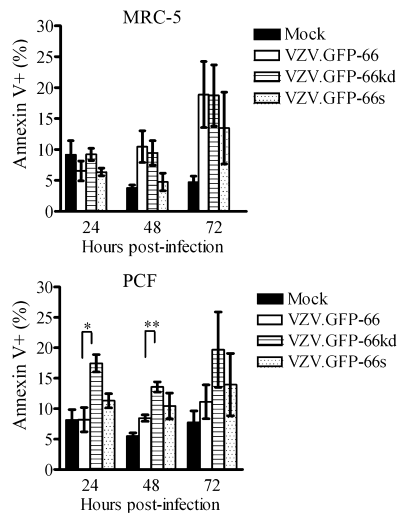 MRC-5
Annexin V+ (%)
30
25
20
15
10
5
0
24 48 72
Hours post-infection
Mock
VZV.GFP-66
VZV.GFP-66kd
VZV.GFP-66s
PCF
Annexin V+ (%)
30
25
20
15
10
5
0
* **
24 48 72
Hours post-infection
Mock
VZV.GFP-66
VZV.GFP-66kd
VZV.GFP-66s